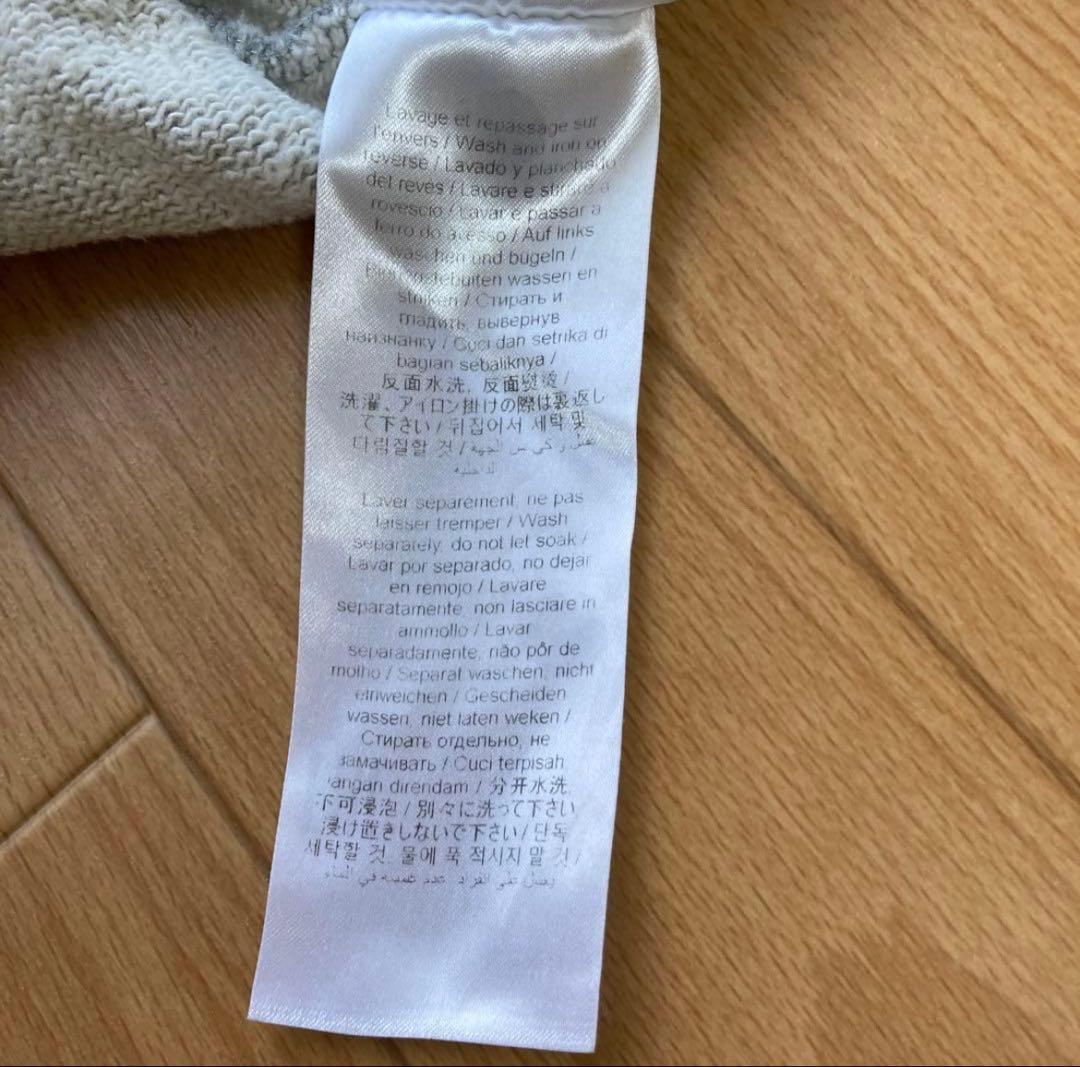 Lavage et repassage sur
l'envers / Wash and iron on
reverse / Lavado y planchado
del reves / Lavare e stirare a
rovescio / Lavar e passar a
ferro do avesso / Auf links
waschen und bügeln /
wassen en
strijken / Стирать и
гладить, вывернув
наизнанку / Cuci dan setrika di
bagian sebaliknya /
反面水洗, 反面熨烫 /
洗濯、アイロン掛けの際は裏返し
て下さい / 뒤집어서 세탁 및
다림질할 것 /
Laver séparement, ne pas
laisser tremper / Wash
separately, do not let soak /
Lavar por separado, no dejar
en remojo / Lavare
separatamente, non lasciare in
ammollo / Lavar
separadamente, não pôr de
molho / Separat waschen, nicht
einweichen / Gescheiden
wassen, niet laten weken /
Стирать отдельно, не
замачивать / Cuci terpisah
jangan direndam / 分开水洗,
不可浸泡 / 別々に洗って下さい,
浸け置きしないで下さい / 단독
세탁할 것, 물에 푹 적시지 말 것 /